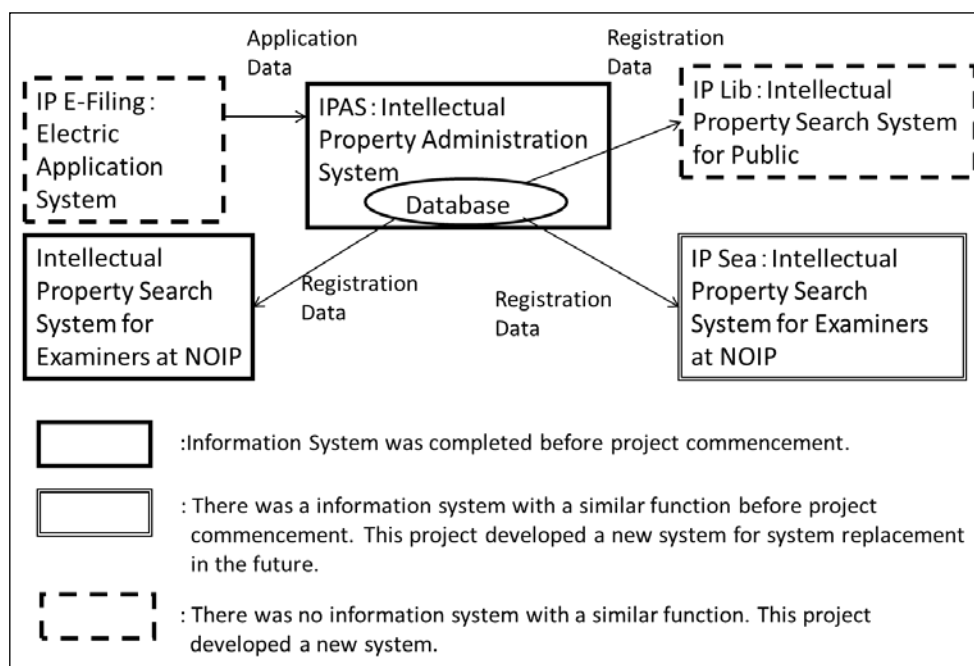 Application
Data
Registration
Data
IP E-Filing :
Electric
Application
System
IPAS : Intellectual
Property Administration
System
Database
IP Lib : Intellectual
Property Search System
for Public
Intellectual
Property Search
System for
Examiners at NOIP
Registration
Data
Registration
Data
IP Sea : Intellectual
Property Search
System for Examiners
at NOIP
:Information System was completed before project commencement.
: There was a information system with a similar function before project
commencement. This project developed a new system for system replacement
in the future.
: There was no information system with a similar function. This project
developed a new system.